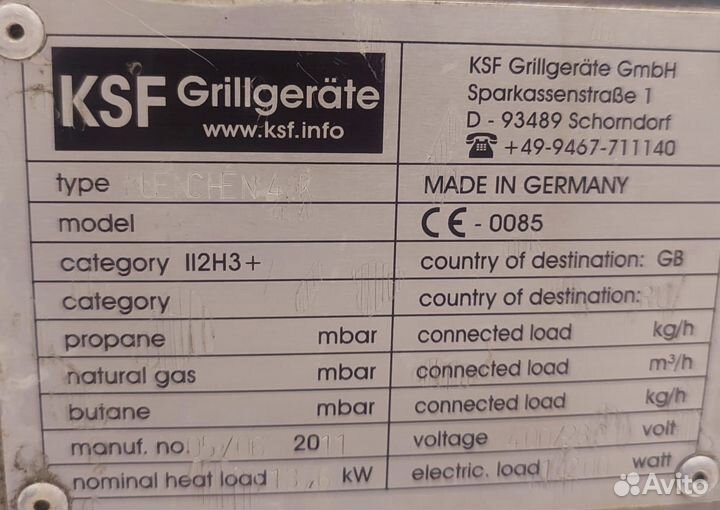 KSF Grillgeräte
www.ksf.info
KSF Grillgeräte GmbH
Sparkassenstraße 1
D - 93489 Schorndorf
☎ +49-9467-711140
type
MADE IN GERMANY
model
CE - 0085
category II2H3+
country of destination: GB
category
country of destination:
propane mbar
connected load kg/h
natural gas mbar
connected load m³/h
butane mbar
connected load kg/h
manuf. no. 05/06 2011
voltage volt
nominal heat load kW
electric. load watt
Avito